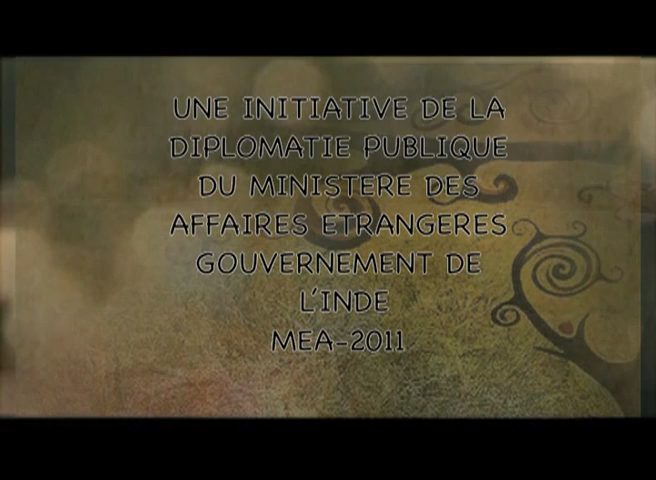 UNE INITIATIVE DE LA
DIPLOMATIE PUBLIQUE
DU MINISTERE DES
AFFAIRES ETRANGERES
GOUVERNEMENT DE
L'INDE
MEA-2011